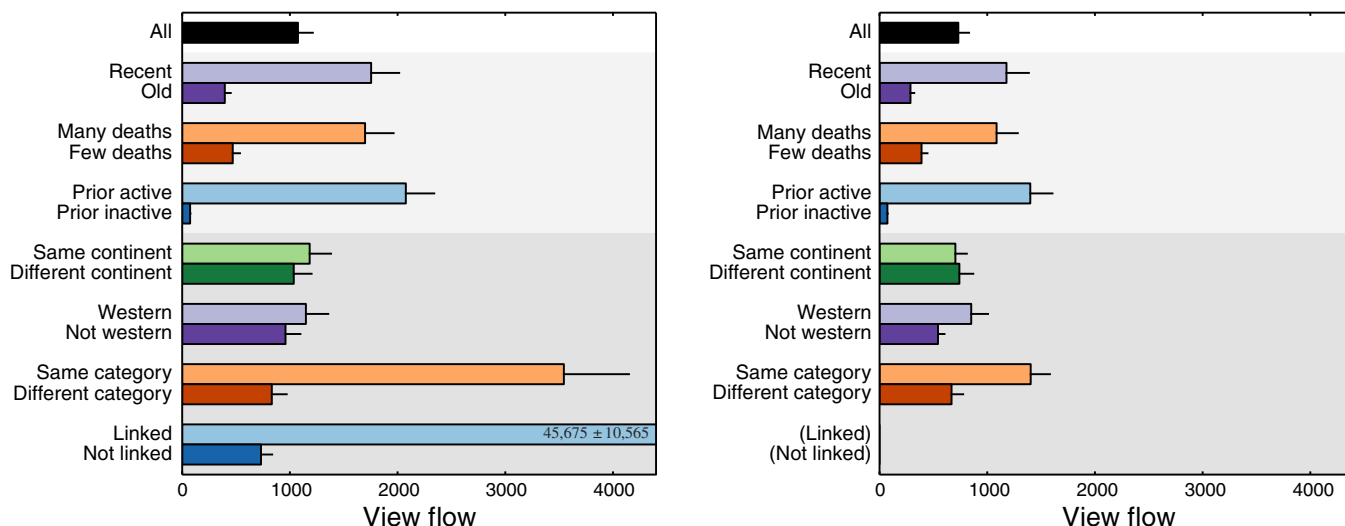 All
Recent
Old
Many deaths
Few deaths
Prior active
Prior inactive
Same continent
Different continent
Western
Not western
Same category
Different category
Linked
45,675 ± 10,565
Not linked
0 1000 2000 3000 4000
View flow
All
Recent
Old
Many deaths
Few deaths
Prior active
Prior inactive
Same continent
Different continent
Western
Not western
Same category
Different category
(Linked)
(Not linked)
0 1000 2000 3000 4000
View flow